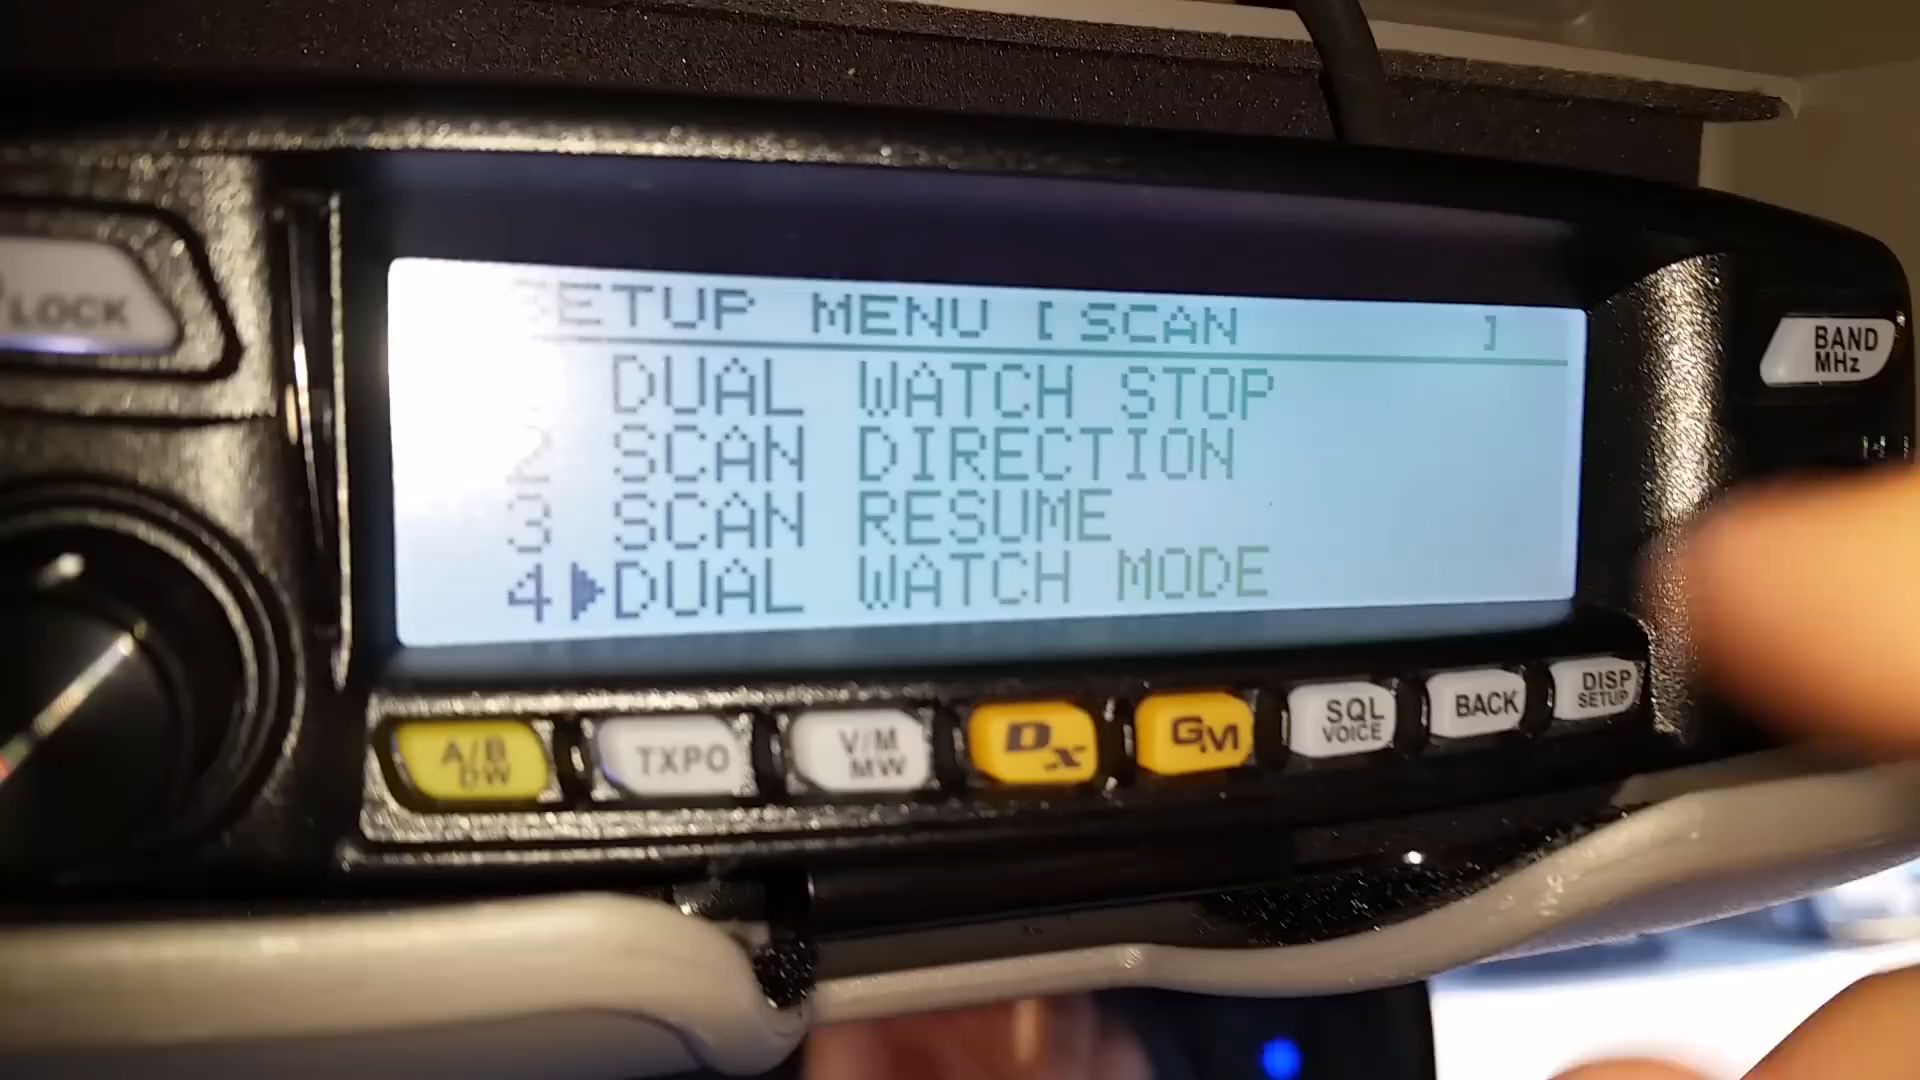 SETUP MENU [SCAN ]
DUAL WATCH STOP
2 SCAN DIRECTION
3 SCAN RESUME
4 ▶DUAL WATCH MODE
LOCK
BAND
MHz
A/B
DW
TXPO
V/M
MW
Dx
GM
SQL
VOICE
BACK
DISP
SETUP